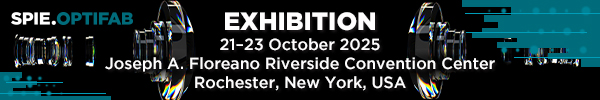 SPIE.OPTIFAB
EXHIBITION
21–23 October 2025
Joseph A. Floreano Riverside Convention Center
Rochester, New York, USA